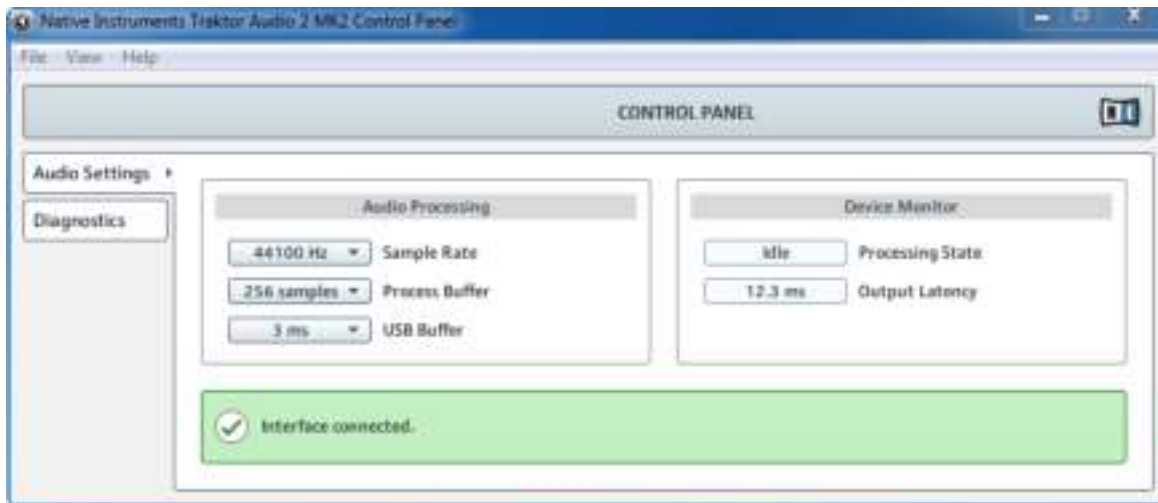 Native Instruments Traktor Audio 2 MK2 Control Panel
File View Help
CONTROL PANEL
Audio Settings
Diagnostics
Audio Processing
44100 Hz Sample Rate
256 samples Process Buffer
3 ms USB Buffer
Device Monitor
Idle Processing State
12.3 ms Output Latency
Interface connected.